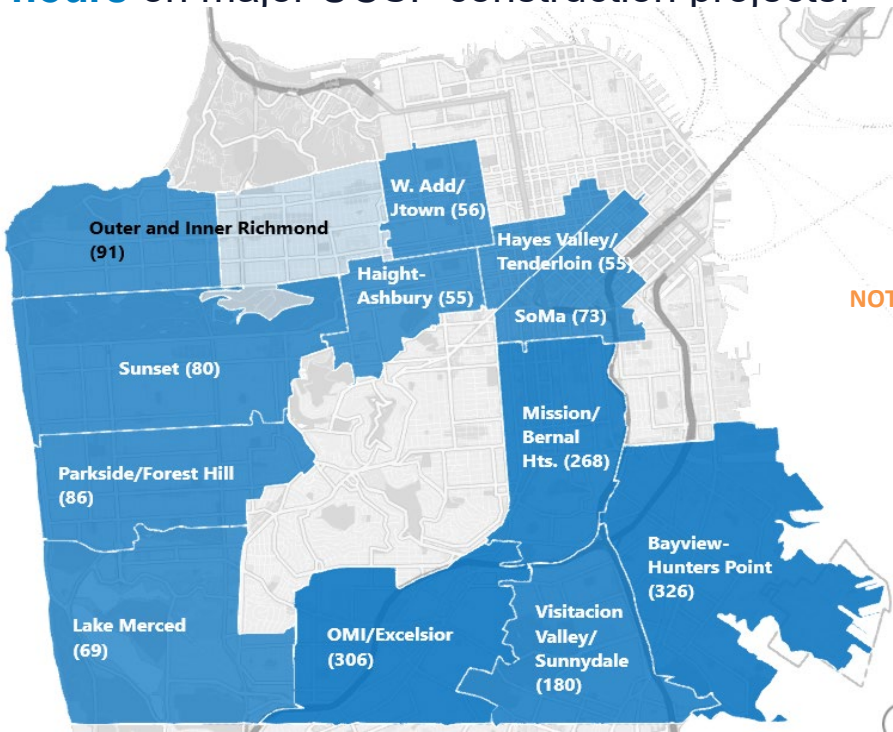 hours on major CCSF construction projects.
W. Add/
Jtown (56)
Outer and Inner Richmond
(91)
Hayes Valley/
Tenderloin (55)
Haight-
Ashbury (55)
NOT
SoMa (73)
Sunset (80)
Mission/
Bernal
Hts. (268)
Parkside/Forest Hill
(86)
Bayview-
Hunters Point
(326)
Visitacion
Valley/
Sunnydale
(180)
Lake Merced
(69)
OMI/Excelsior
(306)